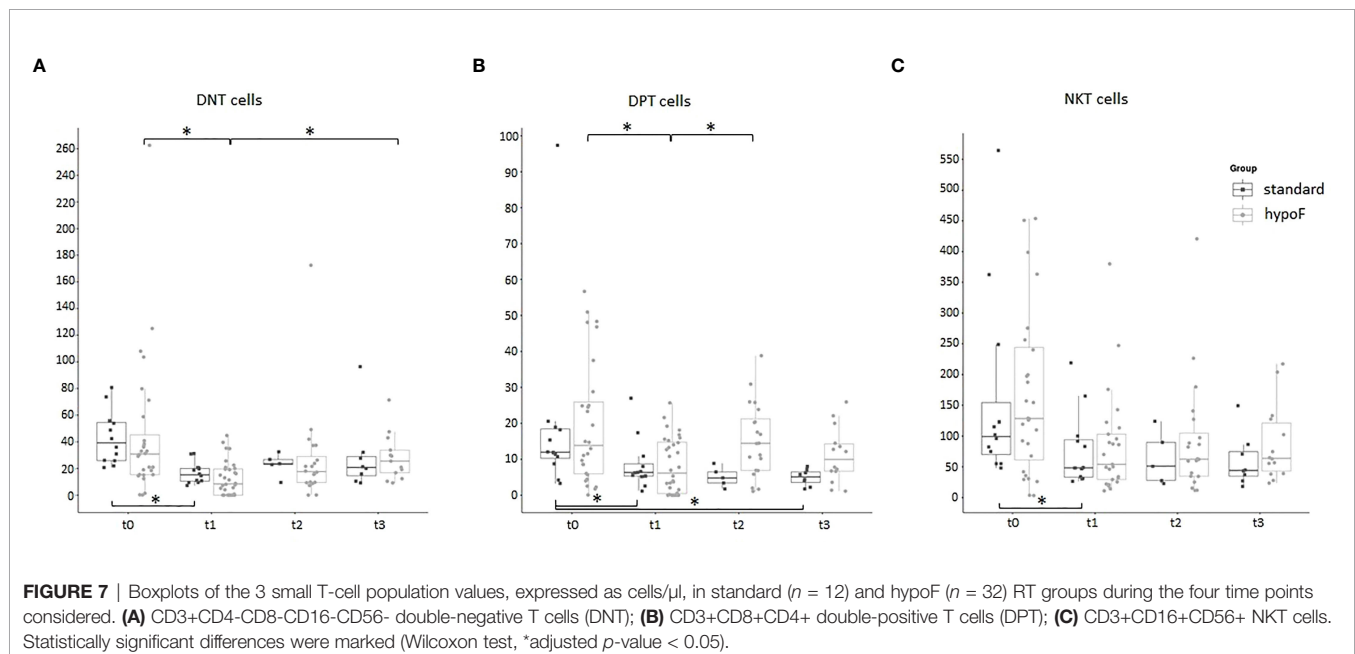 A
B
C
DNT cells
DPT cells
NKT cells
*
*
*
*
260
240
220
200
180
160
140
120
100
80
60
40
20
0
*
t0
t1
t2
t3
100
90
80
70
60
50
40
30
20
10
0
*
*
t0
t1
t2
t3
550
500
450
400
350
300
250
200
150
100
50
0
*
t0
t1
t2
t3
Group
standard
hypoF
FIGURE 7 | Boxplots of the 3 small T-cell population values, expressed as cells/µl, in standard (n = 12) and hypoF (n = 32) RT groups during the four time points
considered. (A) CD3+CD4-CD8-CD16-CD56- double-negative T cells (DNT); (B) CD3+CD8+CD4+ double-positive T cells (DPT); (C) CD3+CD16+CD56+ NKT cells.
Statistically significant differences were marked (Wilcoxon test, *adjusted p-value < 0.05).